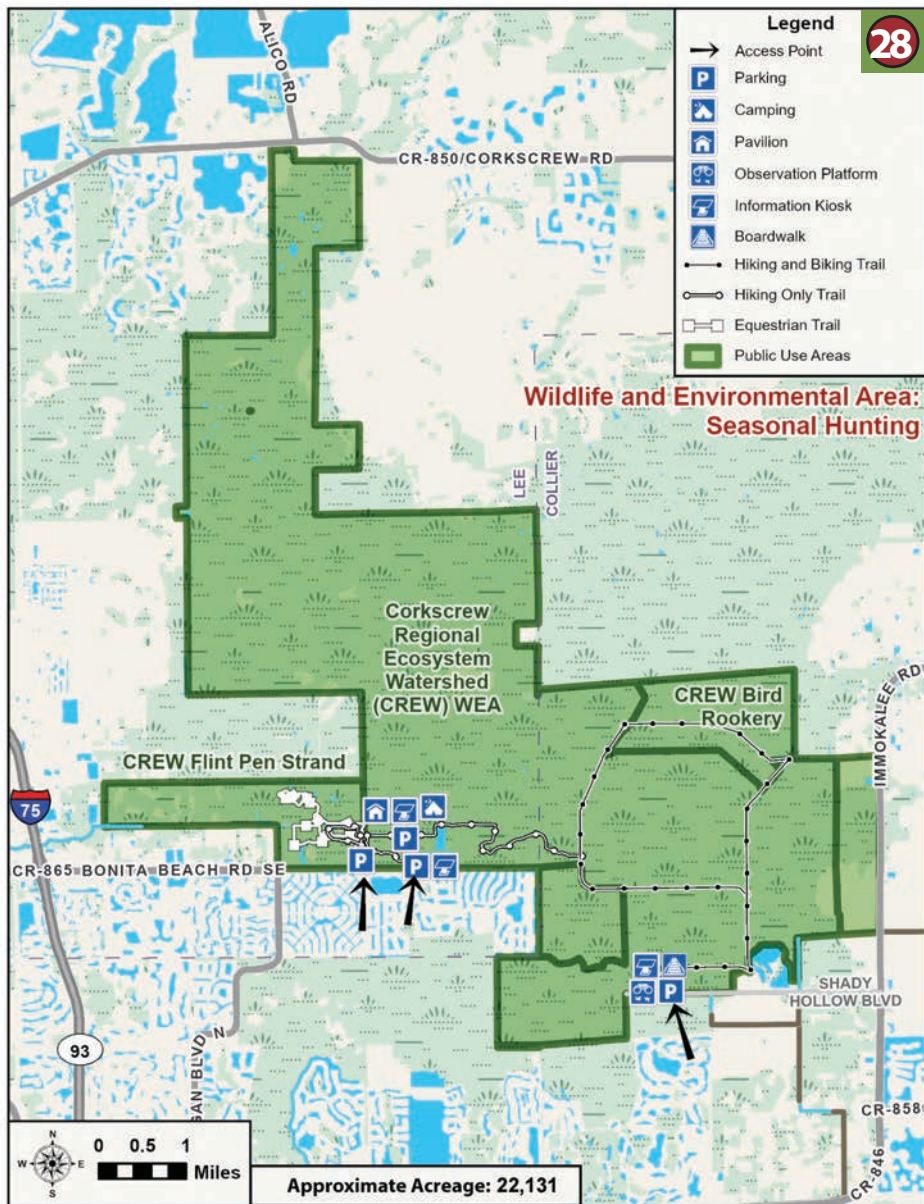 Legend
28
Access Point
P
Parking
Camping
Pavilion
Observation Platform
Information Kiosk
Boardwalk
Hiking and Biking Trail
Hiking Only Trail
Equestrian Trail
Public Use Areas
ALICO RD
CR-850/CORKSCREW RD
Wildlife and Environmental Area:
Seasonal Hunting
LEE
COLLIER
Corkscrew
Regional
Ecosystem
Watershed
(CREW) WEA
CREW Bird
Rookery
IMMOKALEE RD
CREW Flint Pen Strand
75
P
P
P
CR-865 BONITA BEACH RD SE
P
SHADY
HOLLOW BLVD
93
GAN BLVD N
CR-858
CR-846
N
W
E
S
0 0.5 1
Miles
Approximate Acreage: 22,131